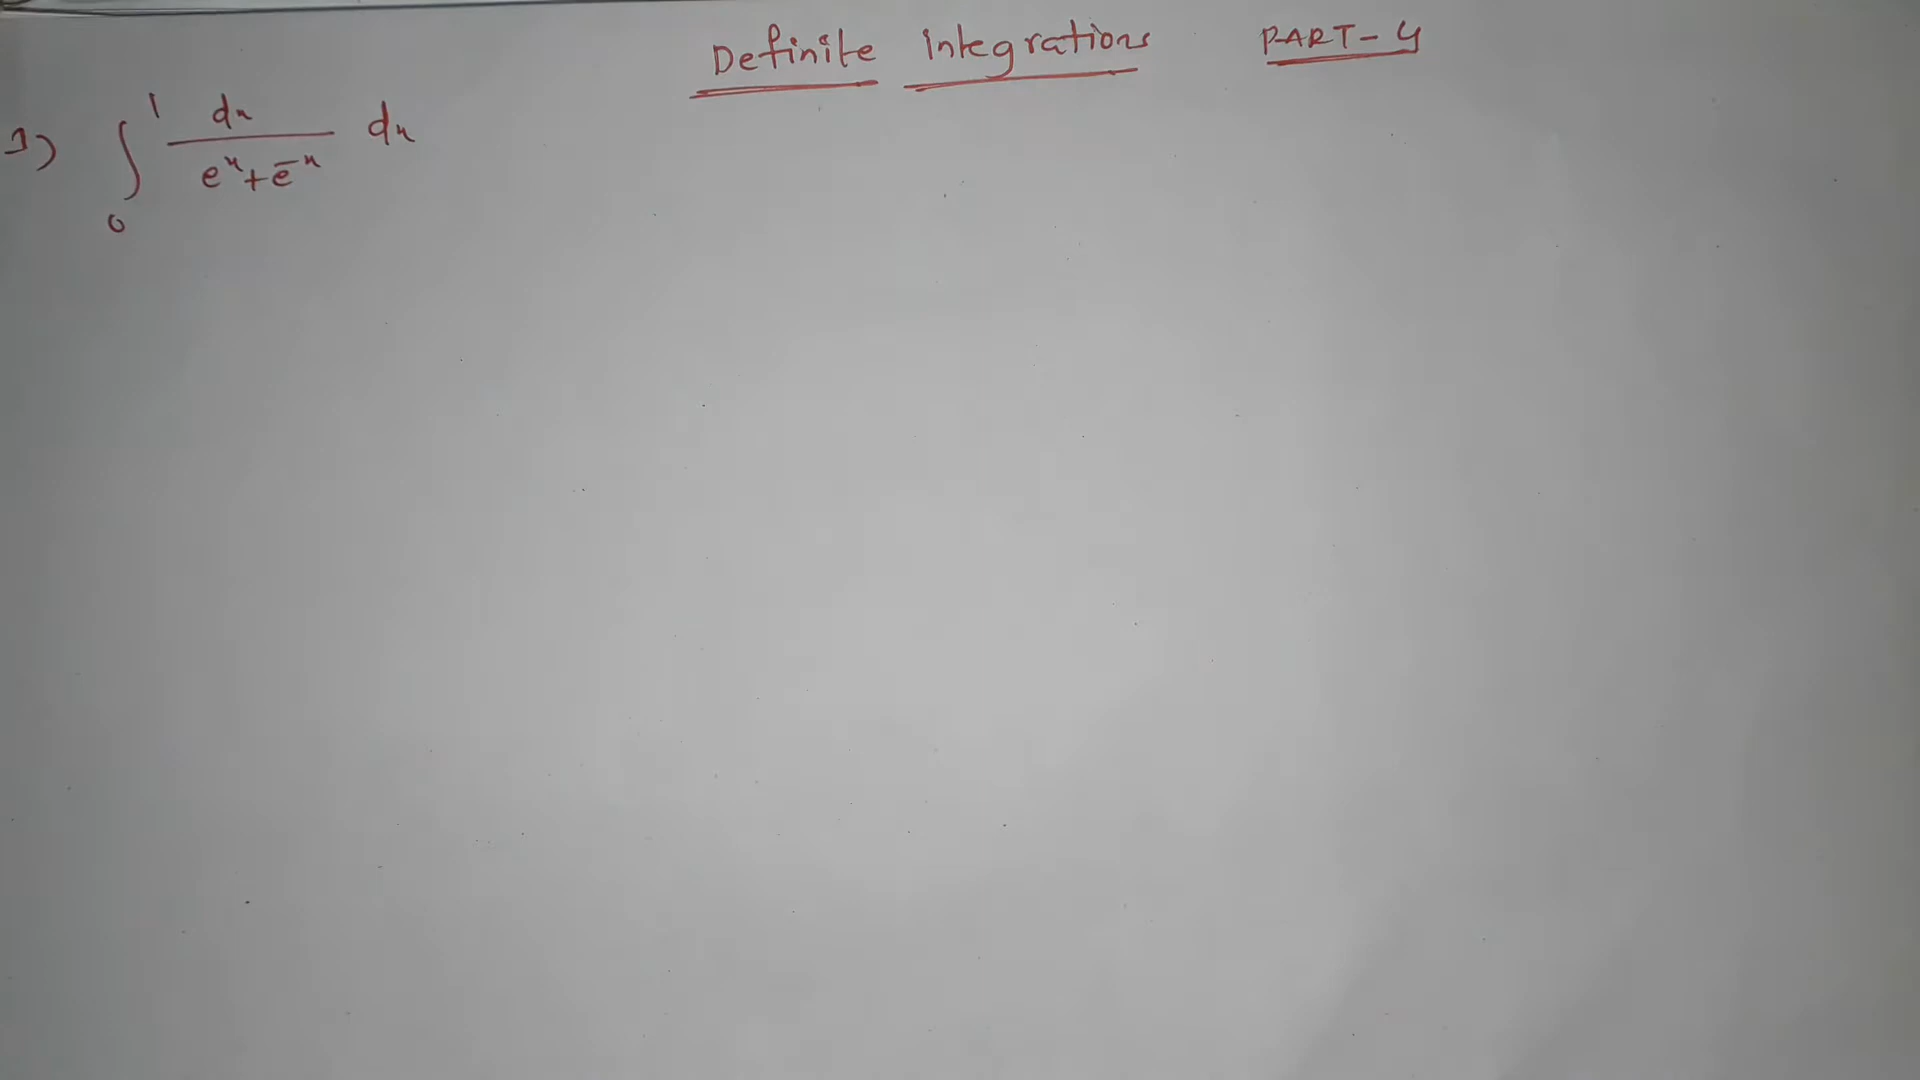 Definite integrations PART-4
1) ∫₀¹ dx/(eˣ+e⁻ˣ) dx